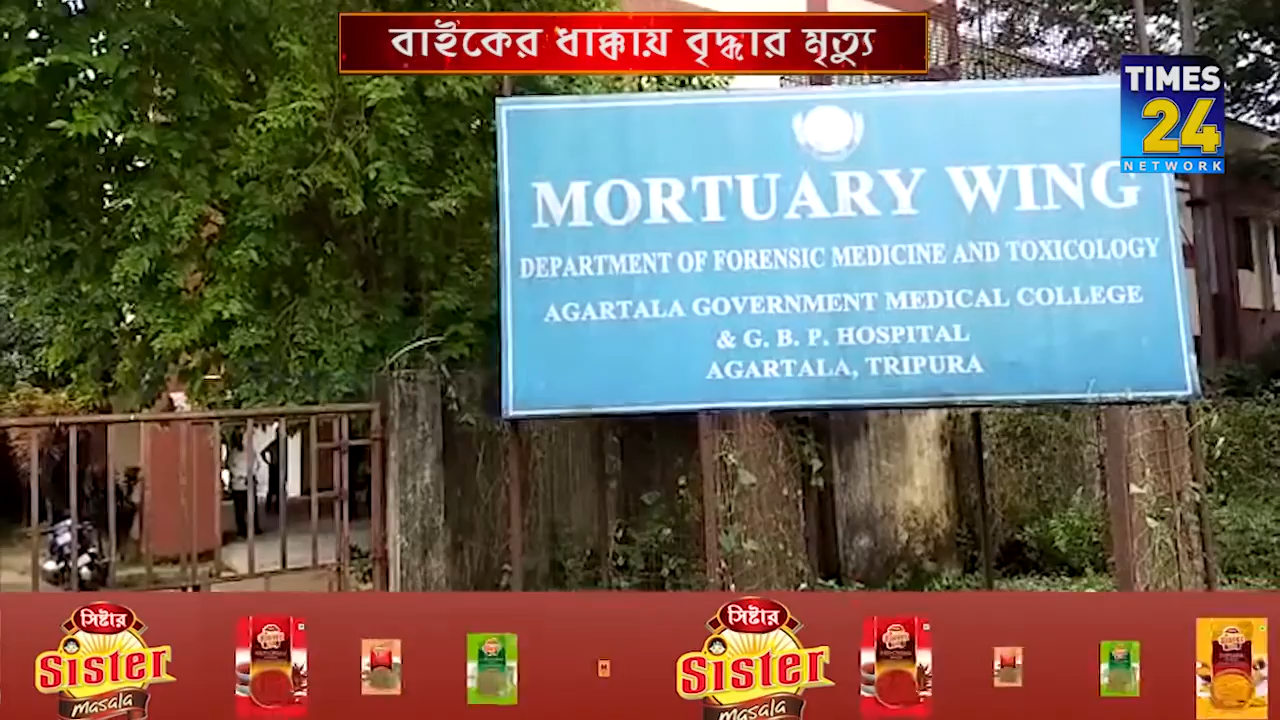 বাইকের ধাক্কায় বৃদ্ধার মৃত্যু
TIMES
24
NETWORK
MORTUARY WING
DEPARTMENT OF FORENSIC MEDICINE AND TOXICOLOGY
AGARTALA GOVERNMENT MEDICAL COLLEGE
& G. B. P. HOSPITAL
AGARTALA, TRIPURA
সিষ্টার
Sister
masala
সিষ্টার
Sister
masala